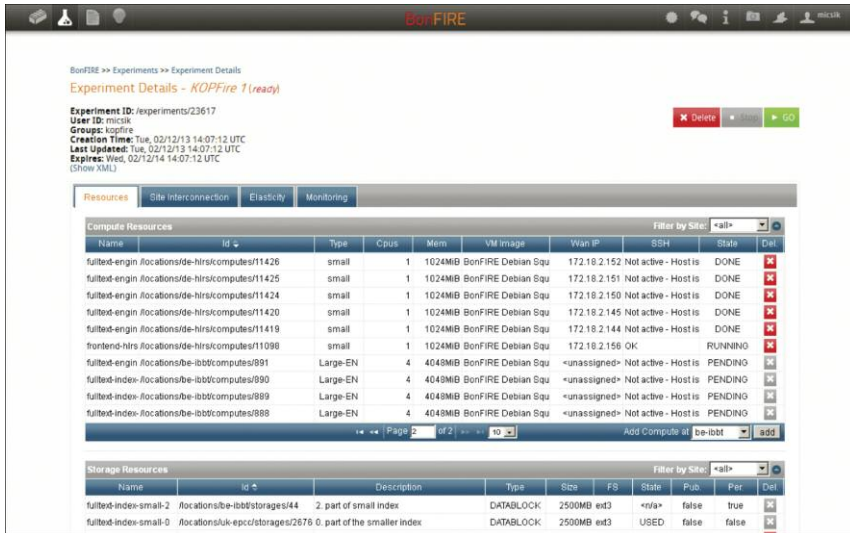 BonFIRE
micsik
BonFIRE >> Experiments >> Experiment Details
Experiment Details - KOPFire 1 (ready)
Experiment ID: /experiments/23617
User ID: micsik
Groups: kopfire
Creation Time: Tue, 02/12/13 14:07:12 UTC
Last Updated: Tue, 02/12/13 14:07:12 UTC
Expires: Wed, 02/12/14 14:07:12 UTC
(Show XML)
Delete Stop GO
Resources Site Interconnection Elasticity Monitoring
Compute Resources Filter by Site: <all>
Name Id Type Cpus Mem VM Image Wan IP SSH State Del.
fulltext-engin /locations/de-hlrs/computes/11426 small 1 1024MiB BonFIRE Debian Squ 172.18.2.152 Not active - Host is DONE
fulltext-engin /locations/de-hlrs/computes/11425 small 1 1024MiB BonFIRE Debian Squ 172.18.2.151 Not active - Host is DONE
fulltext-engin /locations/de-hlrs/computes/11424 small 1 1024MiB BonFIRE Debian Squ 172.18.2.150 Not active - Host is DONE
fulltext-engin /locations/de-hlrs/computes/11420 small 1 1024MiB BonFIRE Debian Squ 172.18.2.145 Not active - Host is DONE
fulltext-engin /locations/de-hlrs/computes/11419 small 1 1024MiB BonFIRE Debian Squ 172.18.2.144 Not active - Host is DONE
frontend-hlrs /locations/de-hlrs/computes/11098 small 1 1024MiB BonFIRE Debian Squ 172.18.2.156 OK RUNNING
fulltext-engin /locations/be-ibbt/computes/891 Large-EN 4 4048MiB BonFIRE Debian Squ <unassigned> Not active - Host is PENDING
fulltext-index- /locations/be-ibbt/computes/890 Large-EN 4 4048MiB BonFIRE Debian Squ <unassigned> Not active - Host is PENDING
fulltext-index- /locations/be-ibbt/computes/889 Large-EN 4 4048MiB BonFIRE Debian Squ <unassigned> Not active - Host is PENDING
fulltext-index- /locations/be-ibbt/computes/888 Large-EN 4 4048MiB BonFIRE Debian Squ <unassigned> Not active - Host is PENDING
Page 2 of 2 10 Add Compute at be-ibbt add
Storage Resources Filter by Site: <all>
Name Id Description Type Size FS State Pub. Per. Del.
fulltext-index-small-2 /locations/be-ibbt/storages/44 2. part of small index DATABLOCK 2500MB ext3 <n/a> false true
fulltext-index-small-0 /locations/uk-epcc/storages/2676 0. part of the smaller index DATABLOCK 2500MB ext3 USED false false